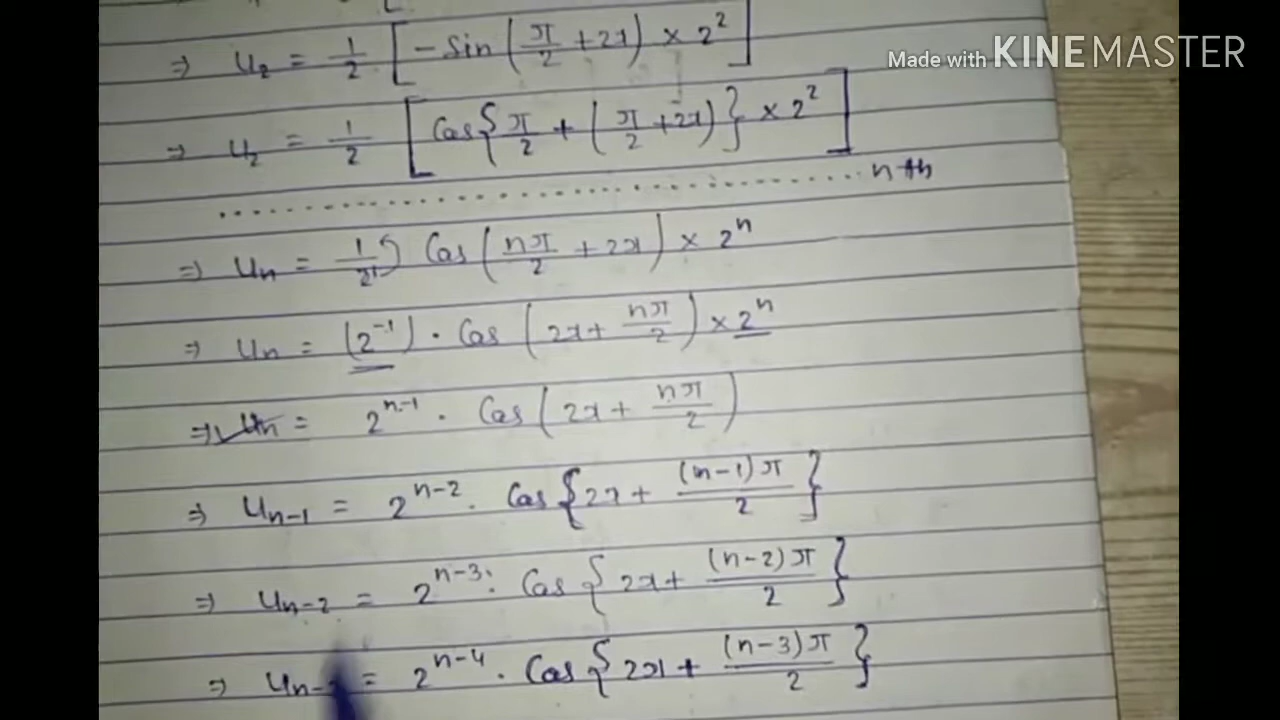 Made with KINEMASTER
⇒ U₂ = 1/2 [ - Sin ( π/2 + 2x ) × 2² ]
⇒ U₂ = 1/2 [ Cos { π/2 + ( π/2 + 2x ) } × 2² ]
................................................ nth
⇒ Uₙ = 1/2¹ Cos ( nπ/2 + 2x ) × 2ⁿ
⇒ Uₙ = (2⁻¹) · Cos ( 2x + nπ/2 ) × 2ⁿ
⇒ Uₙ = 2ⁿ⁻¹ · Cos ( 2x + nπ/2 )
⇒ Uₙ₋₁ = 2ⁿ⁻² · Cos { 2x + (n-1)π/2 }
⇒ Uₙ₋₂ = 2ⁿ⁻³ · Cos { 2x + (n-2)π/2 }
⇒ Uₙ₋ = 2ⁿ⁻⁴ · Cos { 2x + (n-3)π/2 }